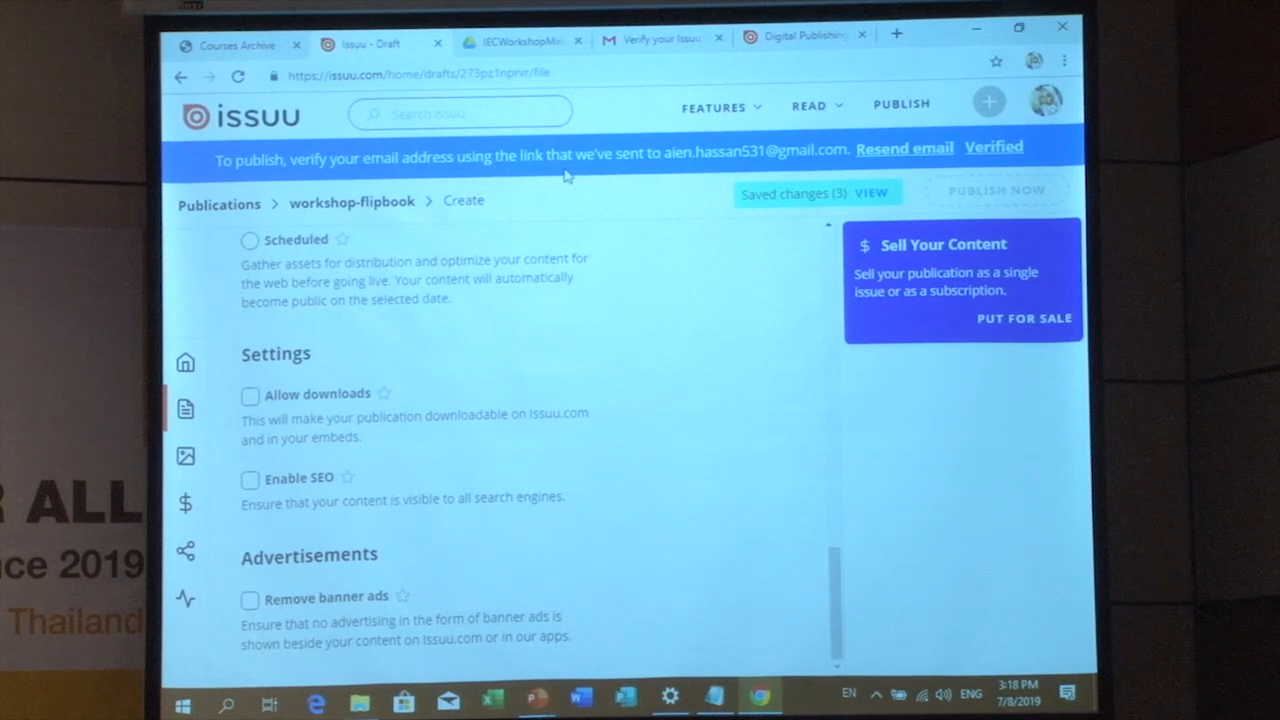 Courses Archive
Issuu - Draft
IECWorkshopMa
Verify your Issuu
Digital Publishing
https://issuu.com/home/drafts/273pz1nprvr/file
issuu
Search issuu
FEATURES
READ
PUBLISH
To publish, verify your email address using the link that we've sent to aien.hassan531@gmail.com. Resend email Verified
Publications > workshop-flipbook > Create
Saved changes (3) VIEW
PUBLISH NOW
Scheduled
Gather assets for distribution and optimize your content for
the web before going live. Your content will automatically
become public on the selected date.
$ Sell Your Content
Sell your publication as a single
issue or as a subscription.
PUT FOR SALE
Settings
Allow downloads
This will make your publication downloadable on Issuu.com
and in your embeds.
Enable SEO
Ensure that your content is visible to all search engines.
Advertisements
Remove banner ads
Ensure that no advertising in the form of banner ads is
shown beside your content on Issuu.com or in our apps.
EN
ENG
3:18 PM
7/8/2019
R ALL
nce 2019
Thailand